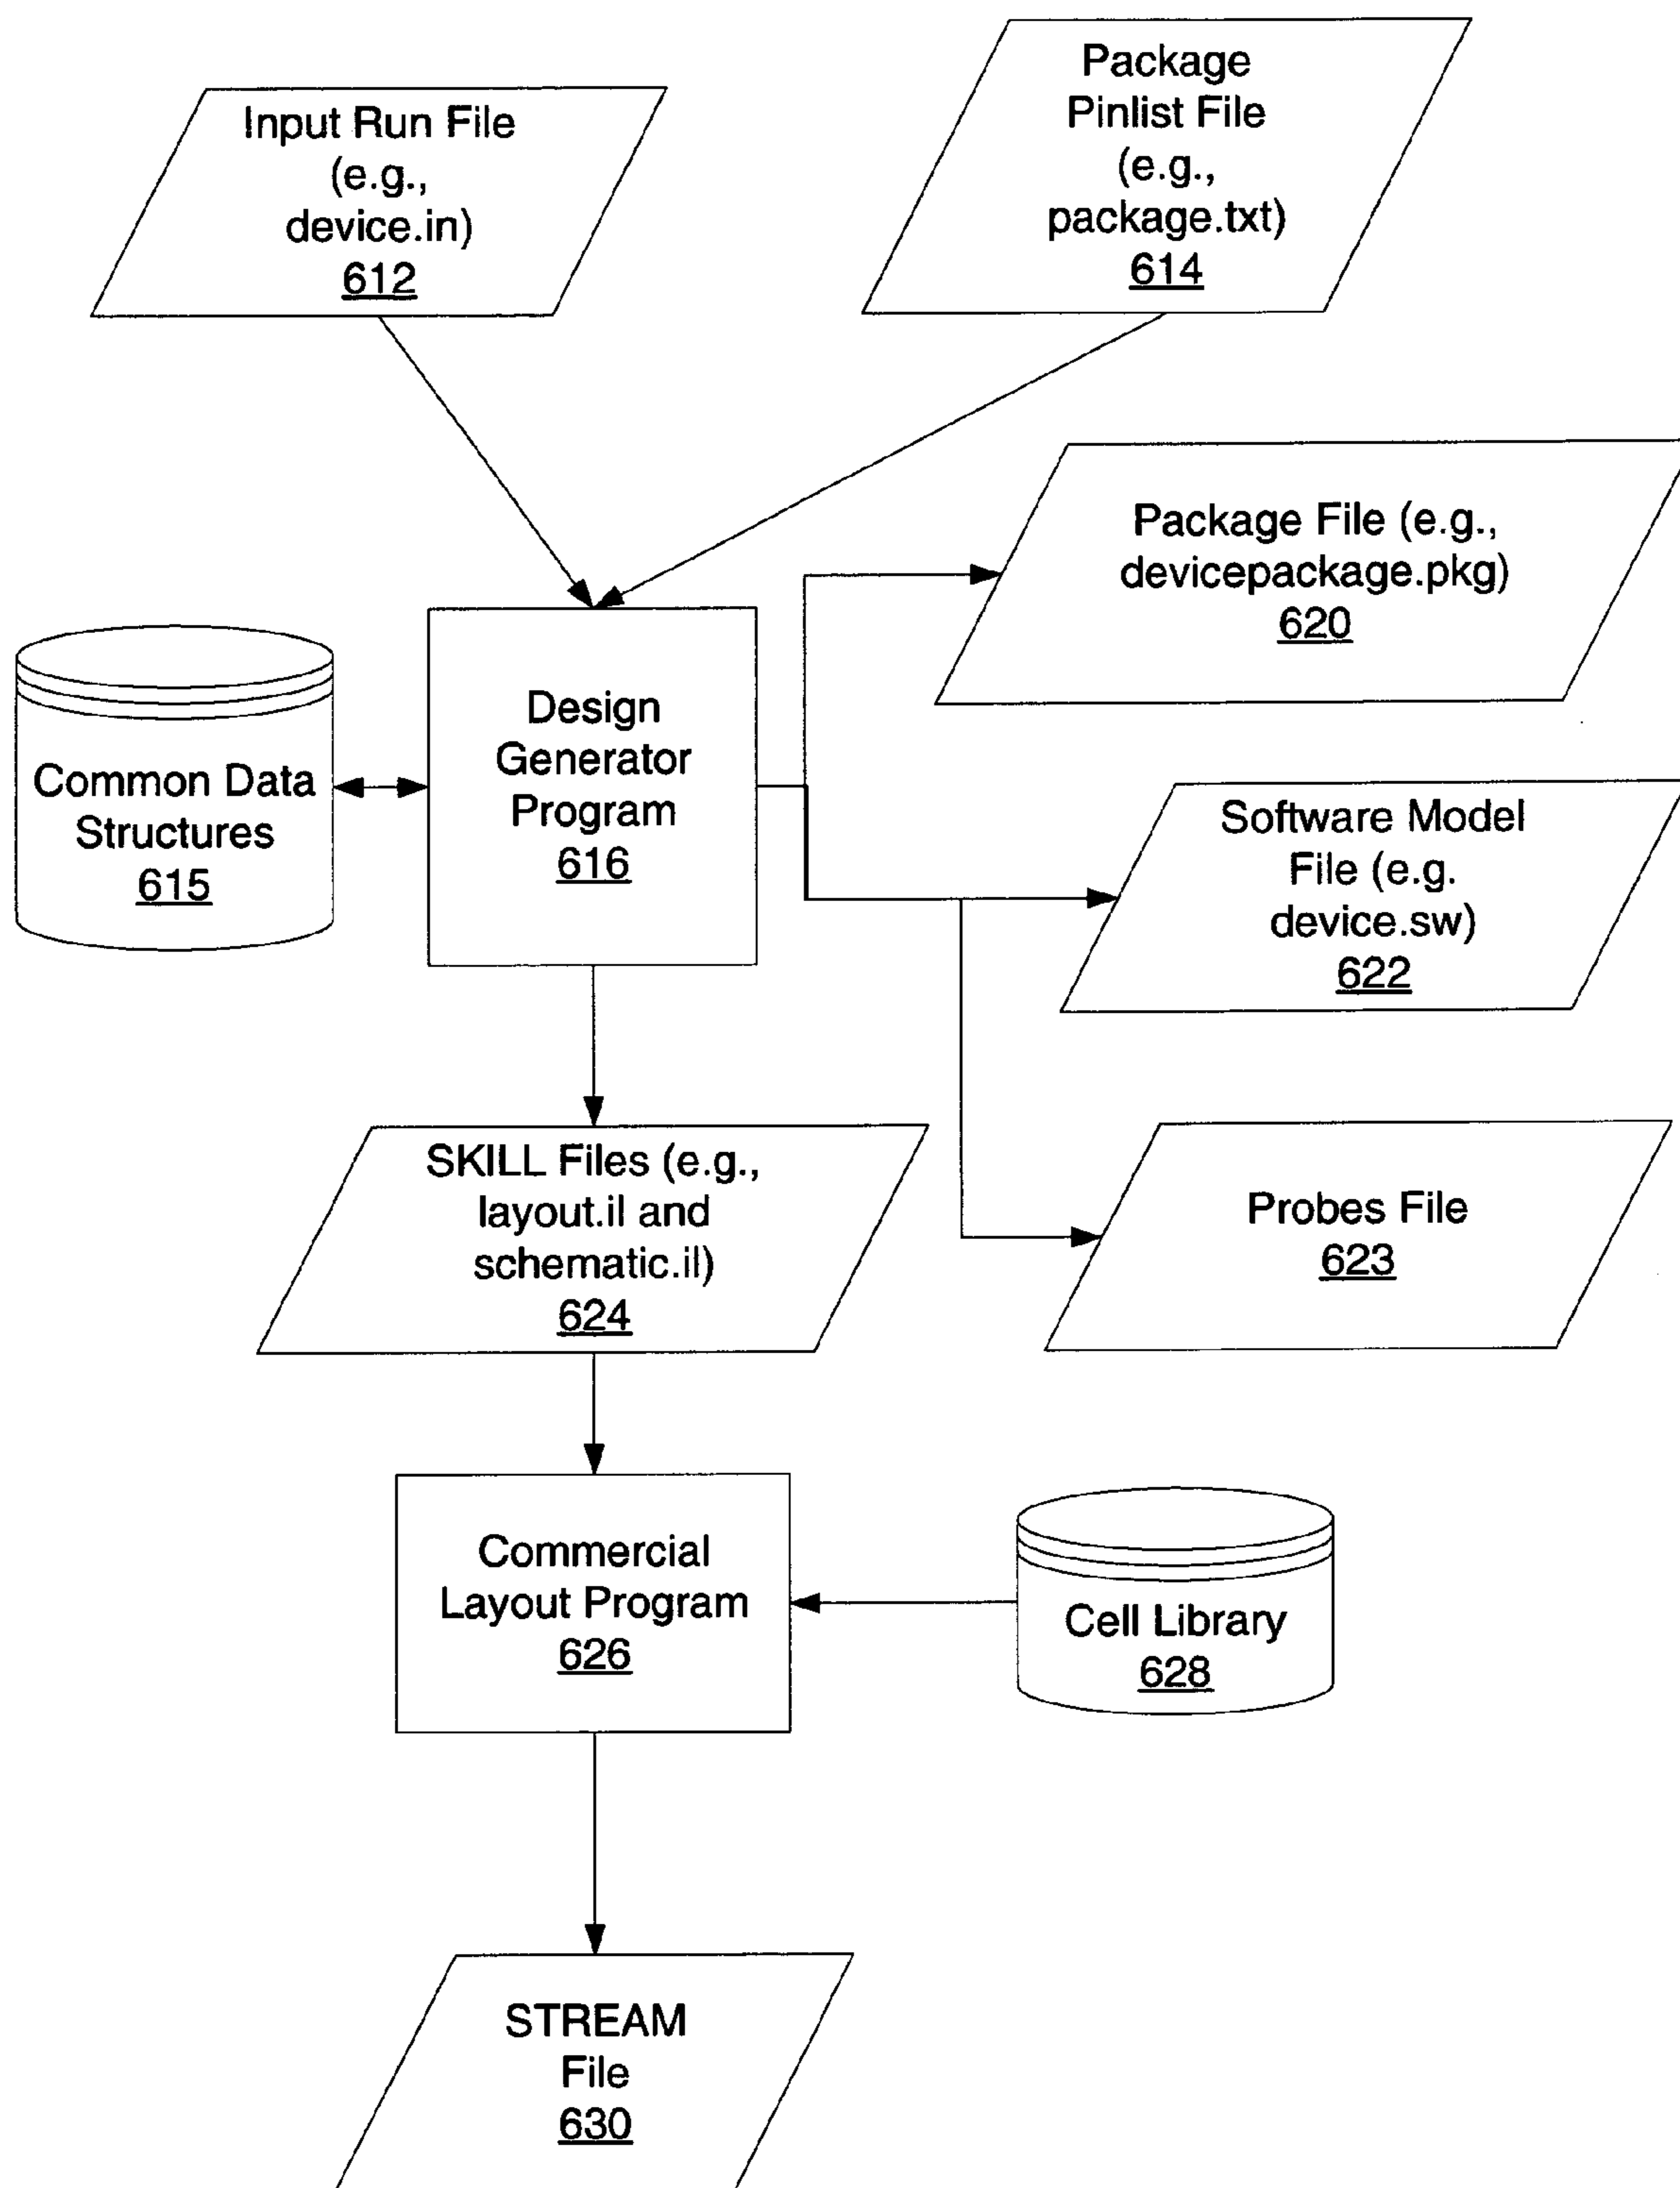 Input Run File
(e.g.,
device.in)
612
Package
Pinlist File
(e.g.,
package.txt)
614
Package File (e.g.,
devicepackage.pkg)
620
Design
Generator
Program
616
Common Data
Structures
615
Software Model
File (e.g.
device.sw)
622
SKILL Files (e.g.,
layout.il and
schematic.il)
624
Probes File
623
Commercial
Layout Program
626
Cell Library
628
STREAM
File
630